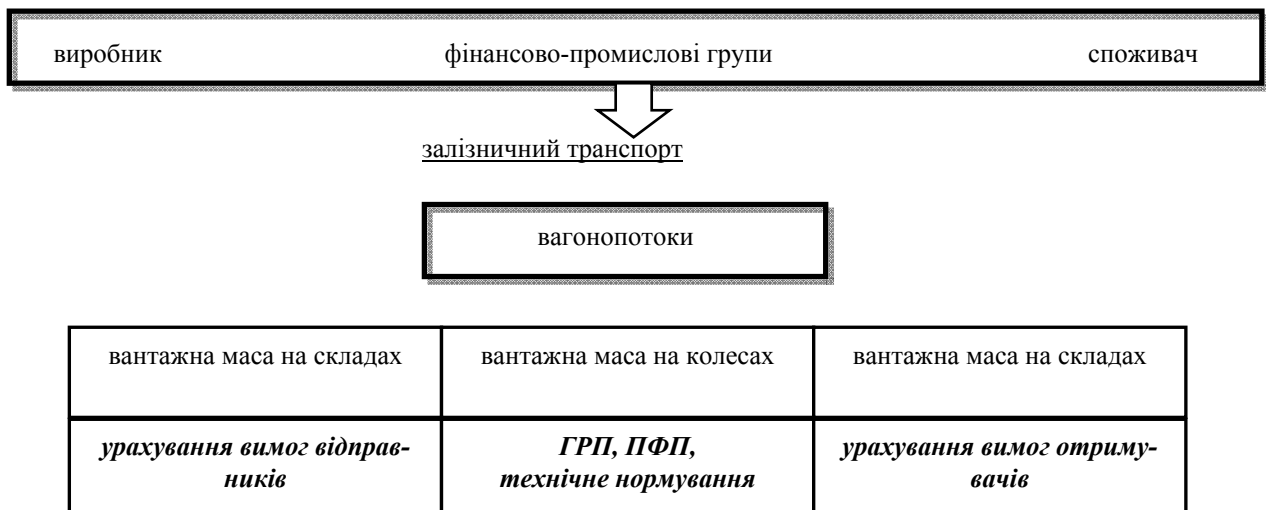 виробник фінансово-промислові групи споживач
залізничний транспорт
вагонопотоки
вантажна маса на складах вантажна маса на колесах вантажна маса на складах
урахування вимог відправ- ГРП, ПФП, урахування вимог отриму-
ників технічне нормування вачів